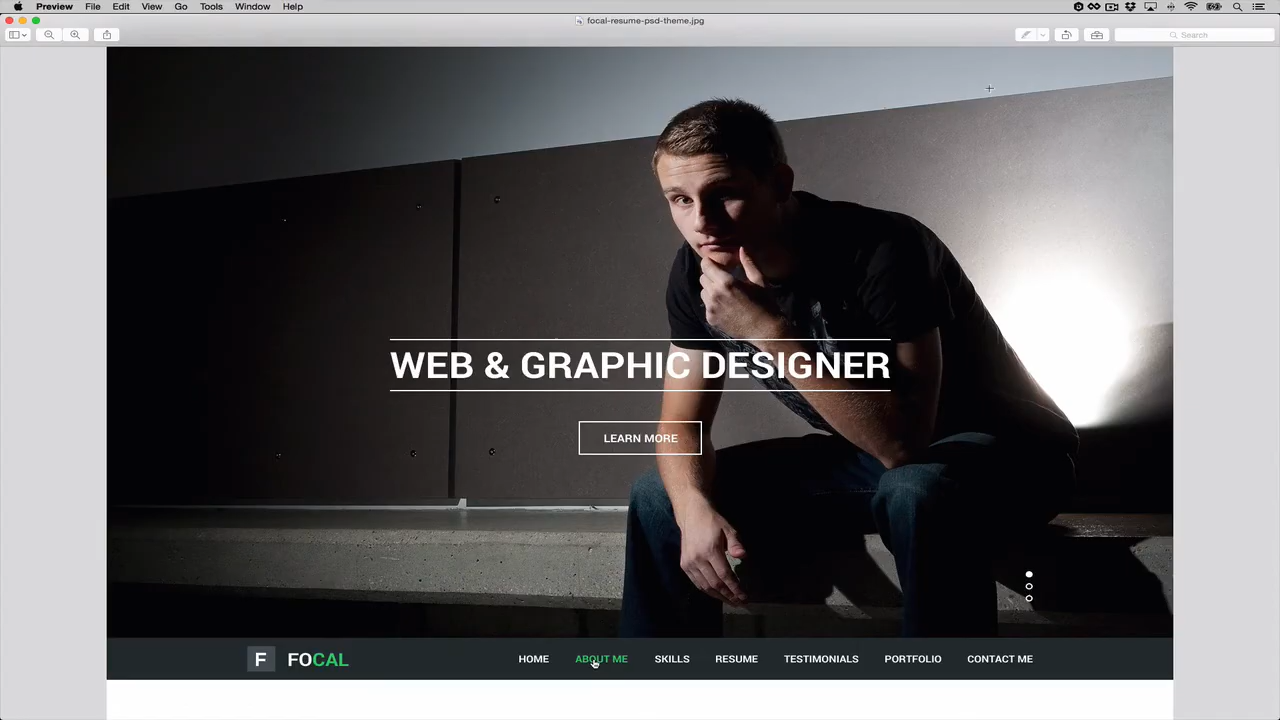 Preview File Edit View Go Tools Window Help
focal-resume-psd-theme.jpg
Search
WEB & GRAPHIC DESIGNER
LEARN MORE
F FOCAL HOME ABOUT ME SKILLS RESUME TESTIMONIALS PORTFOLIO CONTACT ME